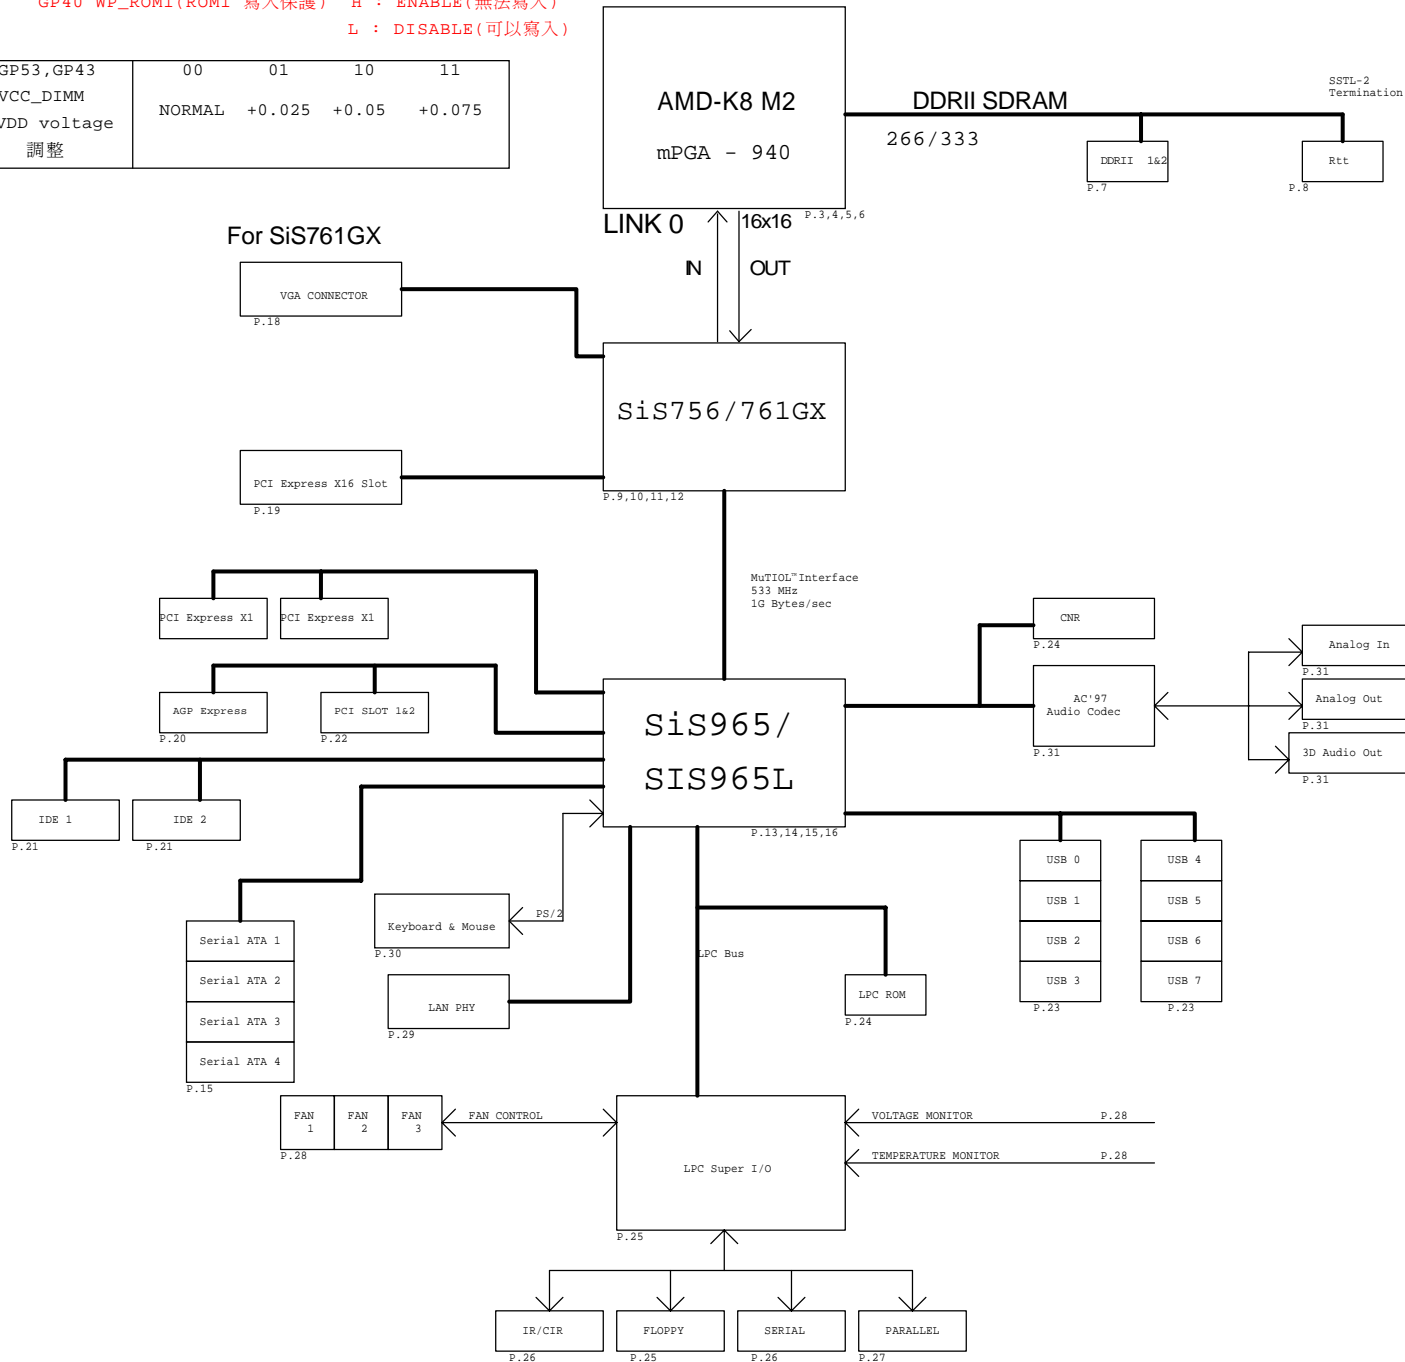 GP40 WP_ROM1(ROM1 寫入保護) H : ENABLE(無法寫入)
L : DISABLE(可以寫入)
GP53,GP43 00 01 10 11
VCC_DIMM
NORMAL +0.025 +0.05 +0.075
VDD voltage
調整
AMD-K8 M2
mPGA - 940
P.3,4,5,6
DDRII SDRAM
266/333
SSTL-2
Termination
DDRII 1&2
P.7
Rtt
P.8
LINK 0
16x16
IN
OUT
For SiS761GX
VGA CONNECTOR
P.18
SiS756/761GX
P.9,10,11,12
PCI Express X16 Slot
P.19
MuTIOL™Interface
533 MHz
1G Bytes/sec
PCI Express X1
PCI Express X1
AGP Express
P.20
PCI SLOT 1&2
P.22
SiS965/
SIS965L
P.13,14,15,16
CNR
P.24
AC'97
Audio Codec
P.31
Analog In
P.31
Analog Out
P.31
3D Audio Out
P.31
IDE 1
P.21
IDE 2
P.21
Serial ATA 1
Serial ATA 2
Serial ATA 3
Serial ATA 4
P.15
Keyboard & Mouse
P.30
PS/2
LAN PHY
P.29
LPC Bus
LPC ROM
P.24
USB 0
USB 1
USB 2
USB 3
P.23
USB 4
USB 5
USB 6
USB 7
P.23
FAN
1
FAN
2
FAN
3
P.28
FAN CONTROL
LPC Super I/O
P.25
VOLTAGE MONITOR P.28
TEMPERATURE MONITOR P.28
IR/CIR
P.26
FLOPPY
P.25
SERIAL
P.26
PARALLEL
P.27